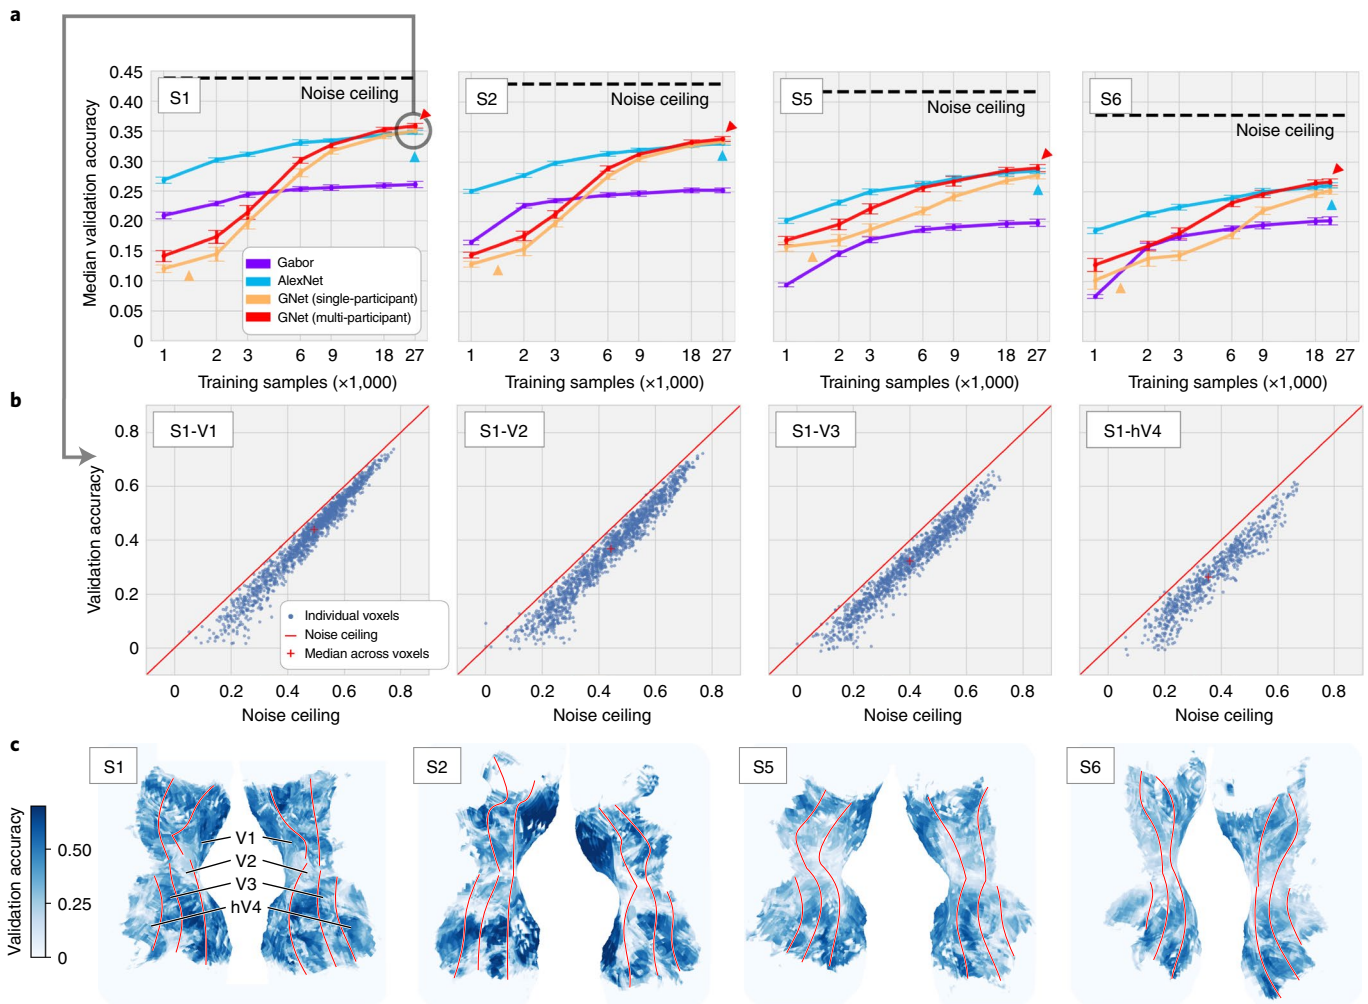 a
0.45
0.40
0.35
0.30
0.25
0.20
0.15
0.10
0.05
0
Median validation accuracy
S1
Noise ceiling
Gabor
AlexNet
GNet (single-participant)
GNet (multi-participant)
1 2 3 6 9 18 27
Training samples (×1,000)
S2
Noise ceiling
1 2 3 6 9 18 27
Training samples (×1,000)
S5
Noise ceiling
1 2 3 6 9 18 27
Training samples (×1,000)
S6
Noise ceiling
1 2 3 6 9 18 27
Training samples (×1,000)
b
0.8
0.6
0.4
0.2
0
Validation accuracy
S1-V1
Individual voxels
Noise ceiling
Median across voxels
0 0.2 0.4 0.6 0.8
Noise ceiling
S1-V2
0 0.2 0.4 0.6 0.8
Noise ceiling
S1-V3
0 0.2 0.4 0.6 0.8
Noise ceiling
S1-hV4
0 0.2 0.4 0.6 0.8
Noise ceiling
c
Validation accuracy
0.50
0.25
0
S1
V1
V2
V3
hV4
S2
S5
S6